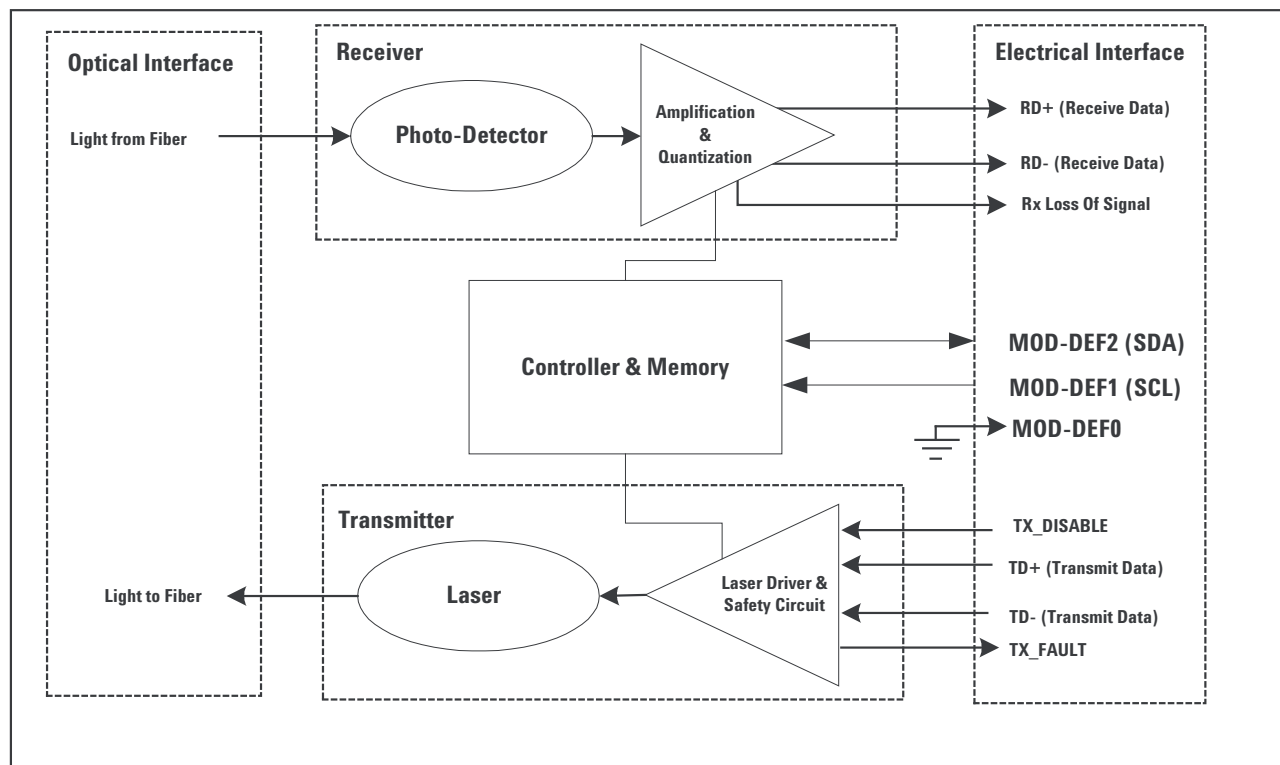 Optical Interface
Receiver
Electrical Interface
Light from Fiber
Photo-Detector
Amplification
&
Quantization
RD+ (Receive Data)
RD- (Receive Data)
Rx Loss Of Signal
Controller & Memory
MOD-DEF2 (SDA)
MOD-DEF1 (SCL)
MOD-DEF0
Transmitter
Light to Fiber
Laser
Laser Driver &
Safety Circuit
TX_DISABLE
TD+ (Transmit Data)
TD- (Transmit Data)
TX_FAULT